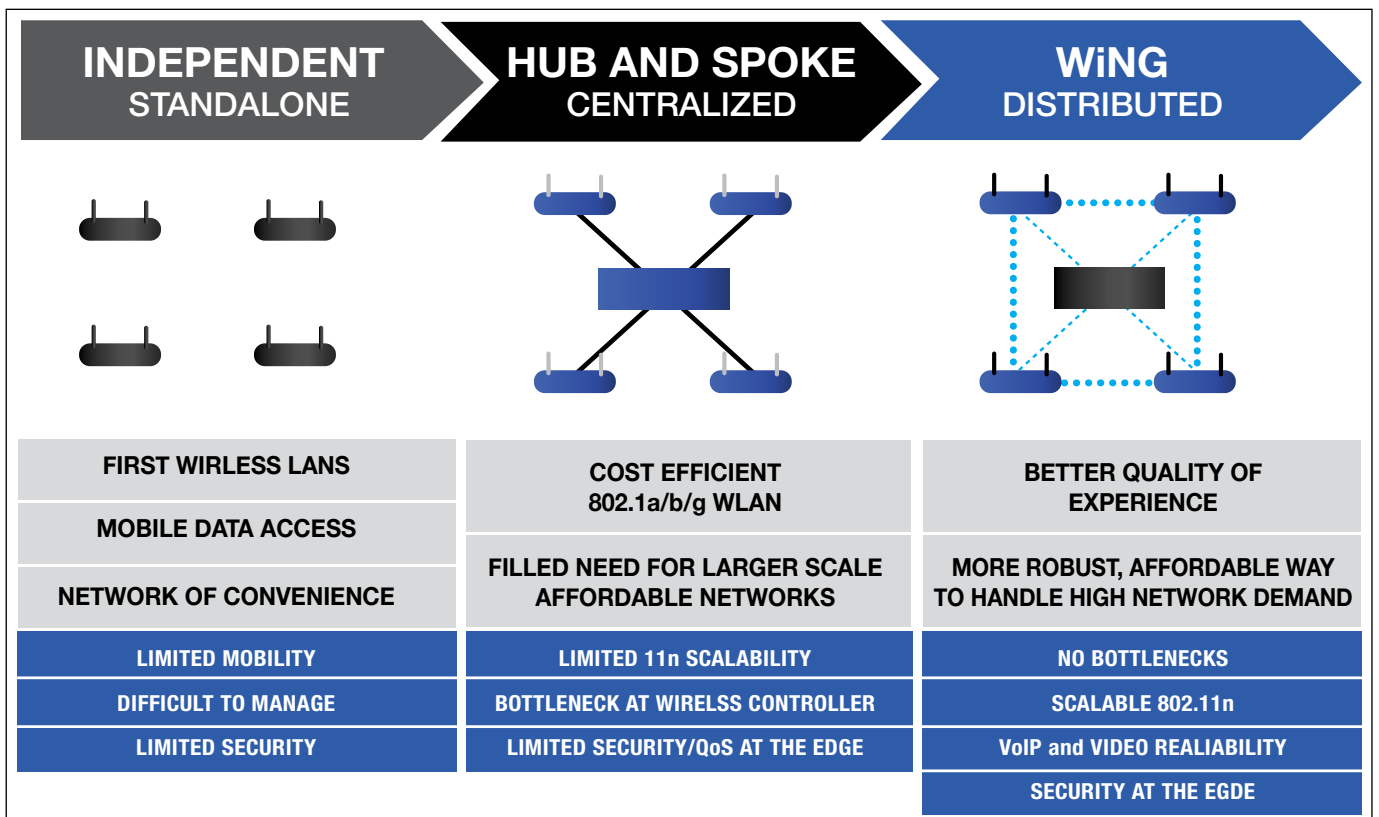 INDEPENDENT
STANDALONE
HUB AND SPOKE
CENTRALIZED
WiNG
DISTRIBUTED
FIRST WIRLESS LANS
MOBILE DATA ACCESS
NETWORK OF CONVENIENCE
LIMITED MOBILITY
DIFFICULT TO MANAGE
LIMITED SECURITY
COST EFFICIENT
802.1a/b/g WLAN
FILLED NEED FOR LARGER SCALE
AFFORDABLE NETWORKS
LIMITED 11n SCALABILITY
BOTTLENECK AT WIRELSS CONTROLLER
LIMITED SECURITY/QoS AT THE EDGE
BETTER QUALITY OF
EXPERIENCE
MORE ROBUST, AFFORDABLE WAY
TO HANDLE HIGH NETWORK DEMAND
NO BOTTLENECKS
SCALABLE 802.11n
VoIP and VIDEO REALIABILITY
SECURITY AT THE EGDE